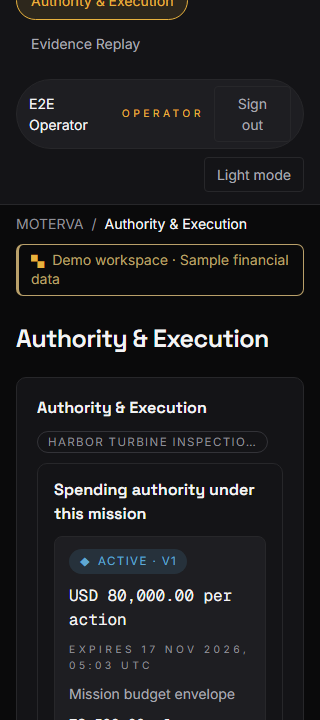 Authority & Execution
Evidence Replay
E2E
Operator
OPERATOR
Sign
out
Light mode
MOTERVA / Authority & Execution
Demo workspace · Sample financial
data
Authority & Execution
Authority & Execution
HARBOR TURBINE INSPECTIO…
Spending authority under
this mission
ACTIVE · V1
USD 80,000.00 per
action
EXPIRES 17 NOV 2026,
05:03 UTC
Mission budget envelope